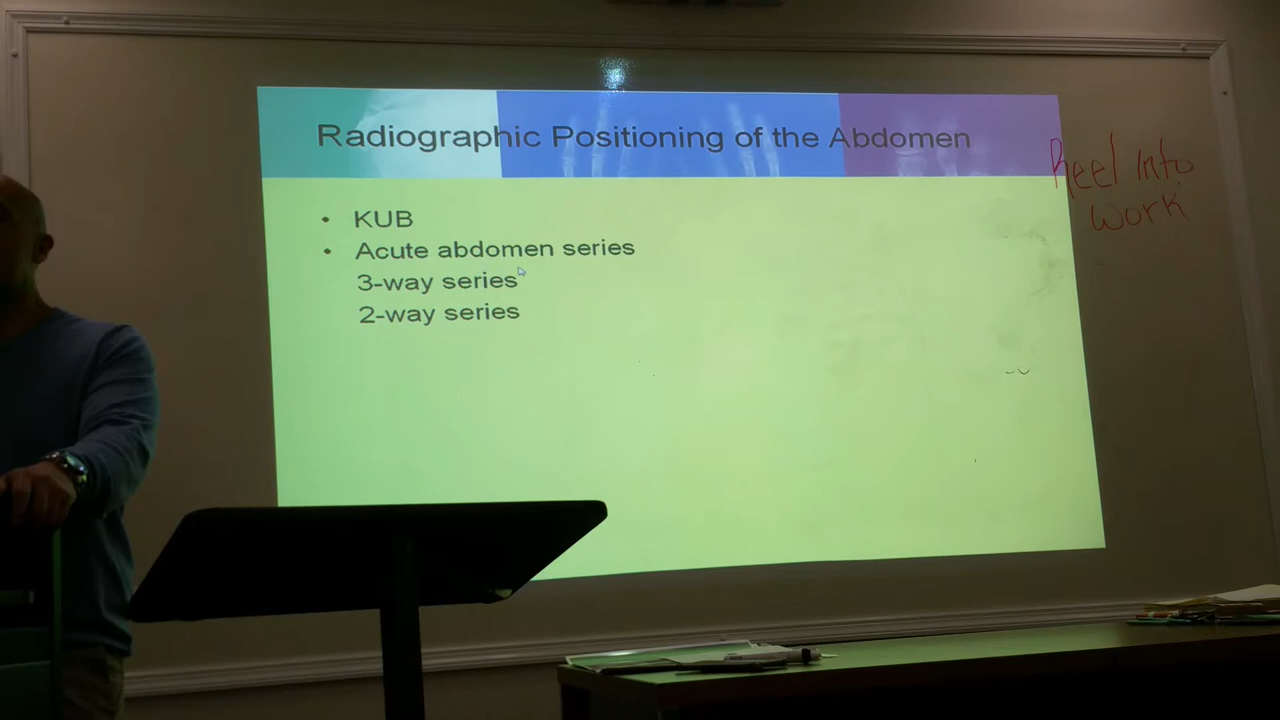 Radiographic Positioning of the Abdomen
• KUB
• Acute abdomen series
3-way series
2-way series
Reel Into
work